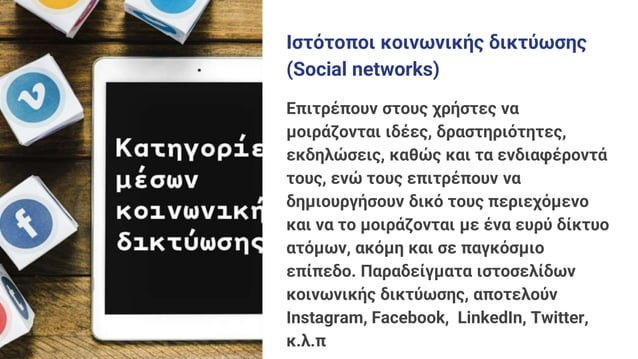 Κατηγορίε
μέσων
κοινωνική
δικτύωσης
Ιστότοποι κοινωνικής δικτύωσης
(Social networks)
Επιτρέπουν στους χρήστες να
μοιράζονται ιδέες, δραστηριότητες,
εκδηλώσεις, καθώς και τα ενδιαφέροντά
τους, ενώ τους επιτρέπουν να
δημιουργήσουν δικό τους περιεχόμενο
και να το μοιράζονται με ένα ευρύ δίκτυο
ατόμων, ακόμη και σε παγκόσμιο
επίπεδο. Παραδείγματα ιστοσελίδων
κοινωνικής δικτύωσης, αποτελούν
Instagram, Facebook,  LinkedIn, Twitter,
κ.λ.π